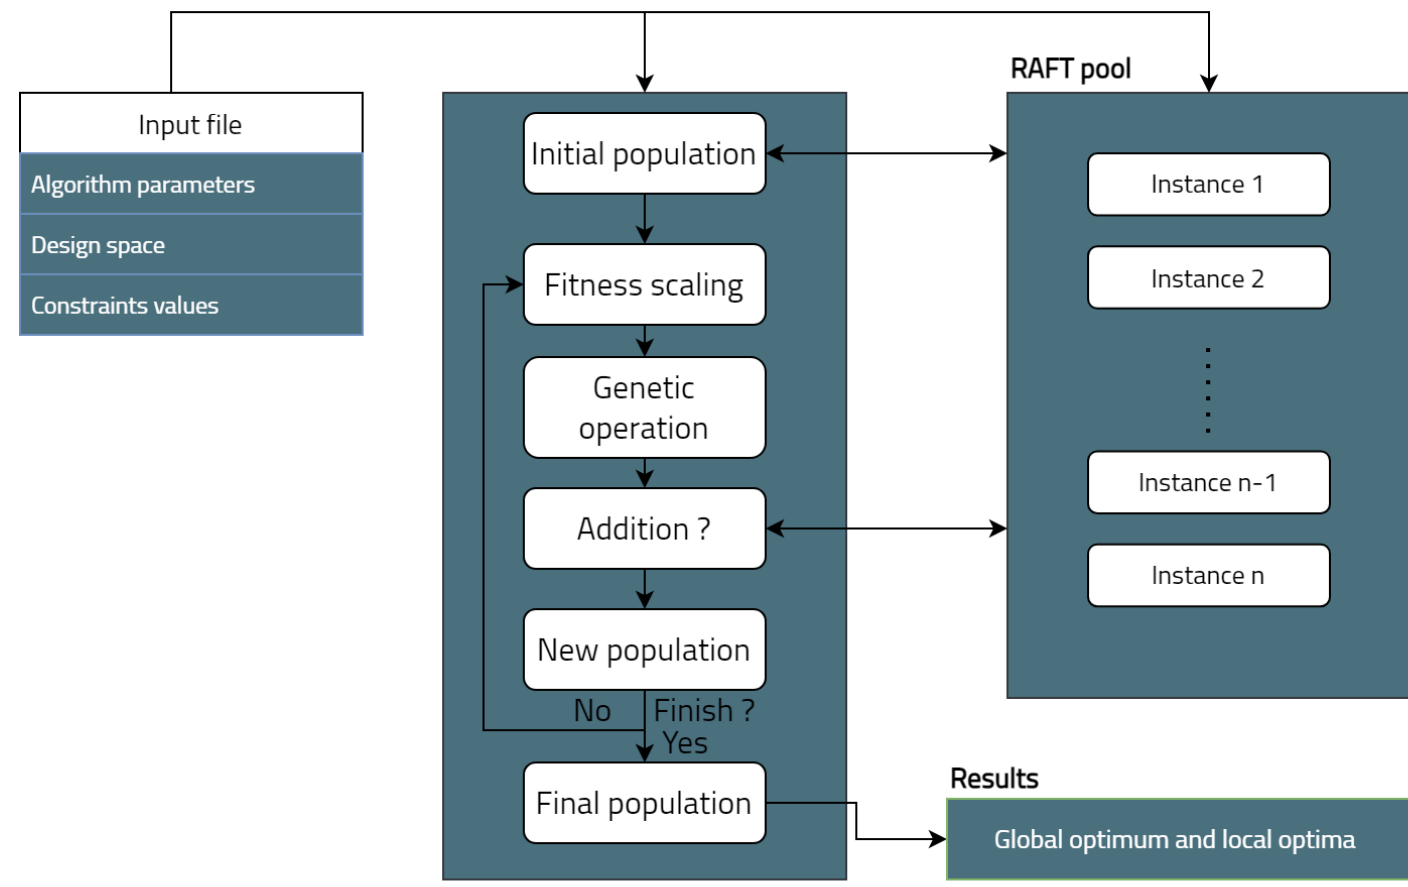 Input file
Algorithm parameters
Design space
Constraints values
Initial population
Fitness scaling
Genetic
operation
Addition ?
New population
No
Finish ?
Yes
Final population
RAFT pool
Instance 1
Instance 2
Instance n-1
Instance n
Results
Global optimum and local optima